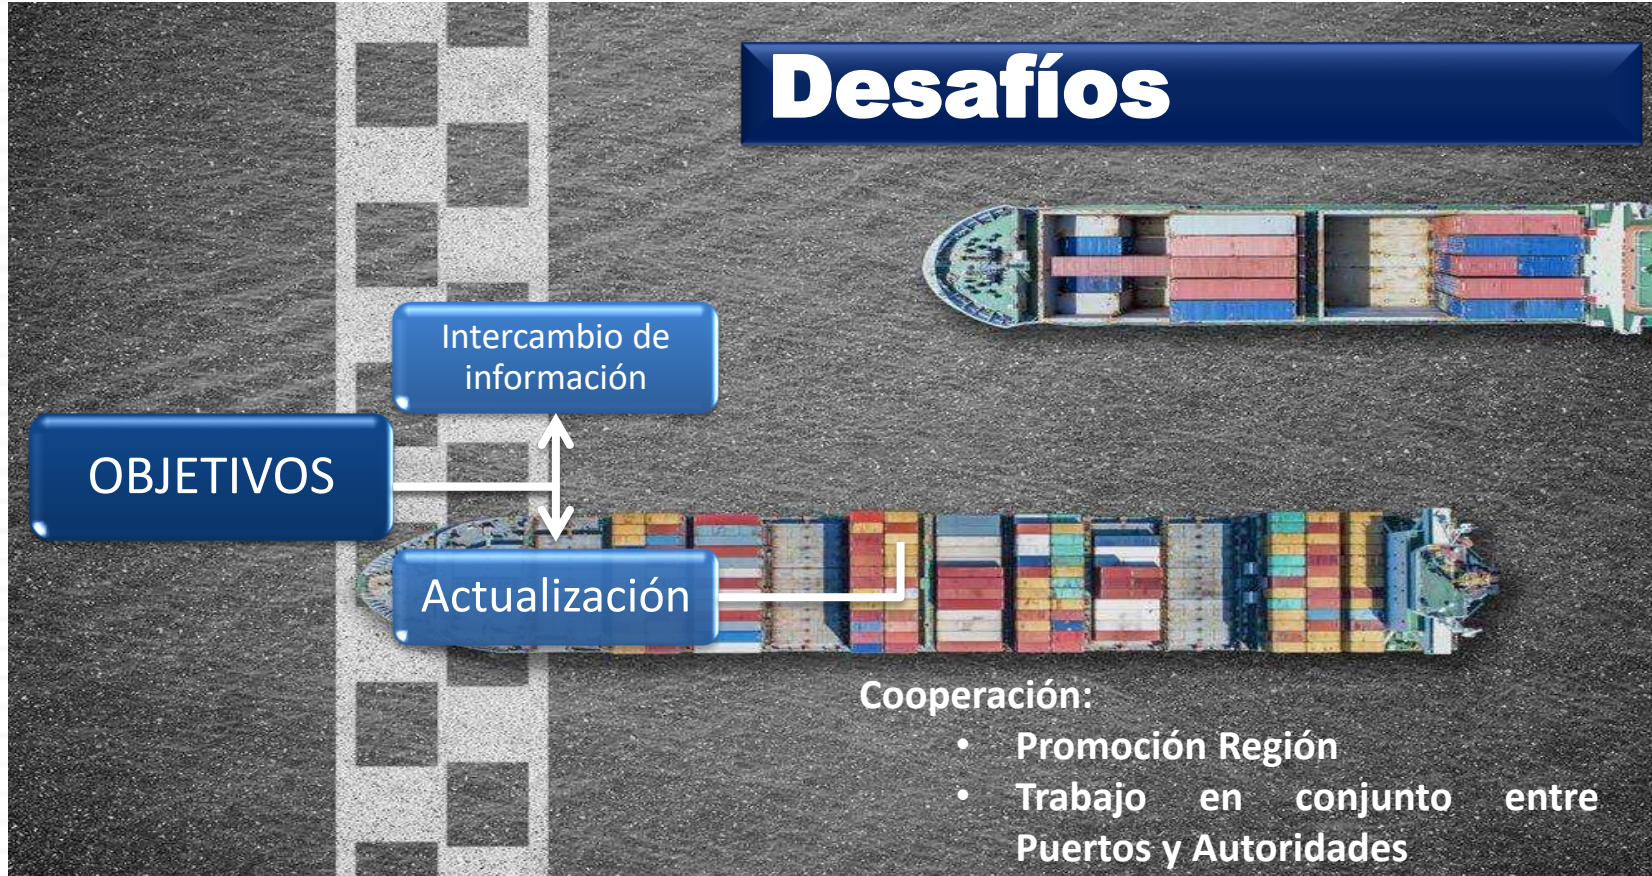 Desafíos
Intercambio de
información
OBJETIVOS
Actualización
Cooperación:
• Promoción Región
• Trabajo en conjunto entre
Puertos y Autoridades